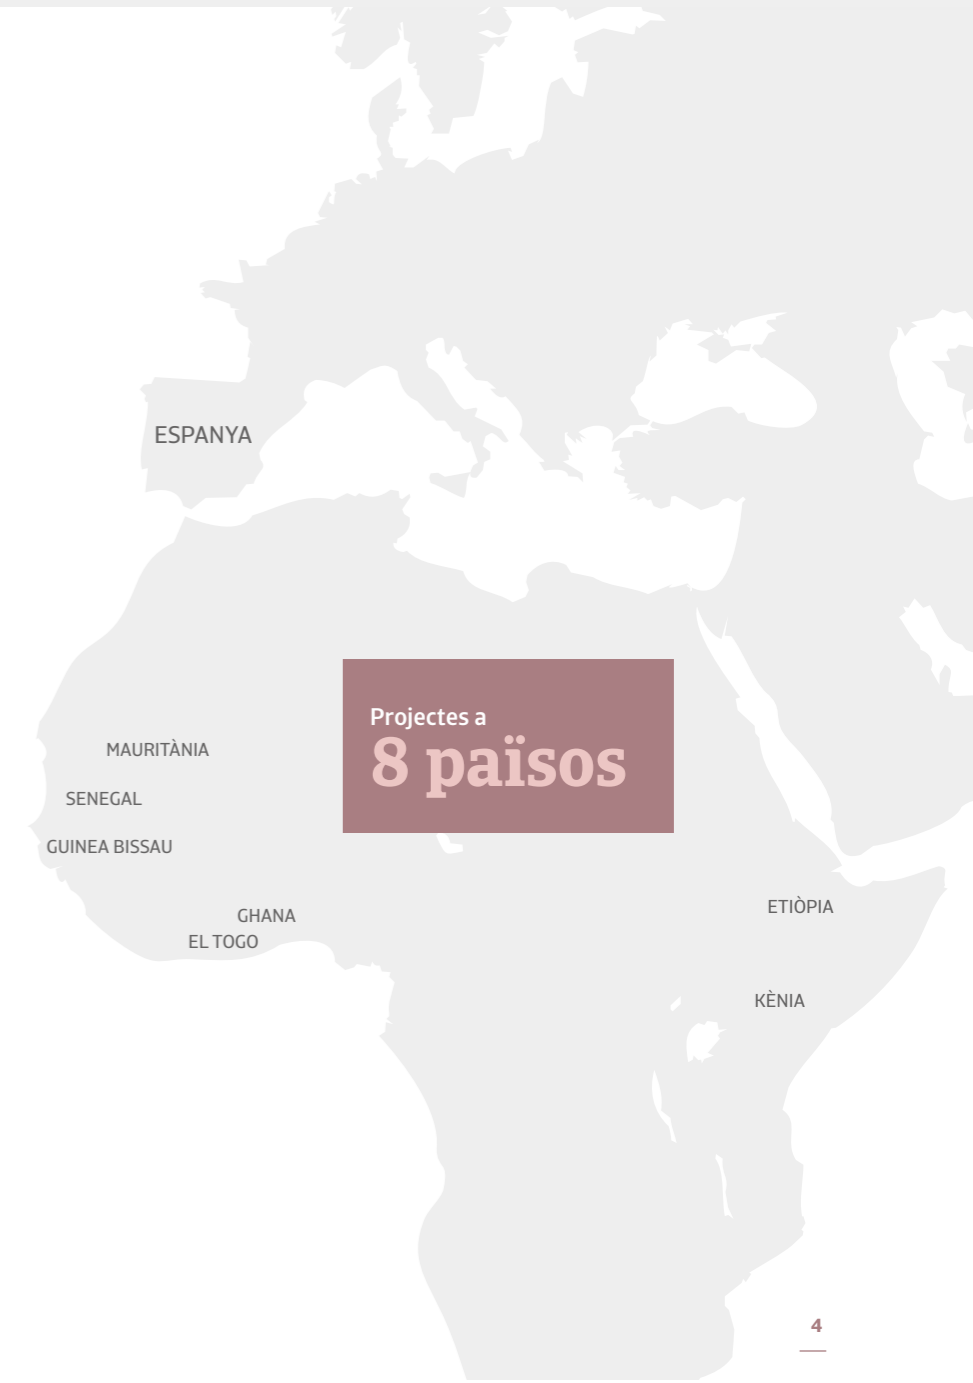 ESPANYA
Projectes a
8 països
MAURITÀNIA
SENEGAL
GUINEA BISSAU
GHANA
EL TOGO
ETIÒPIA
KÈNIA
4